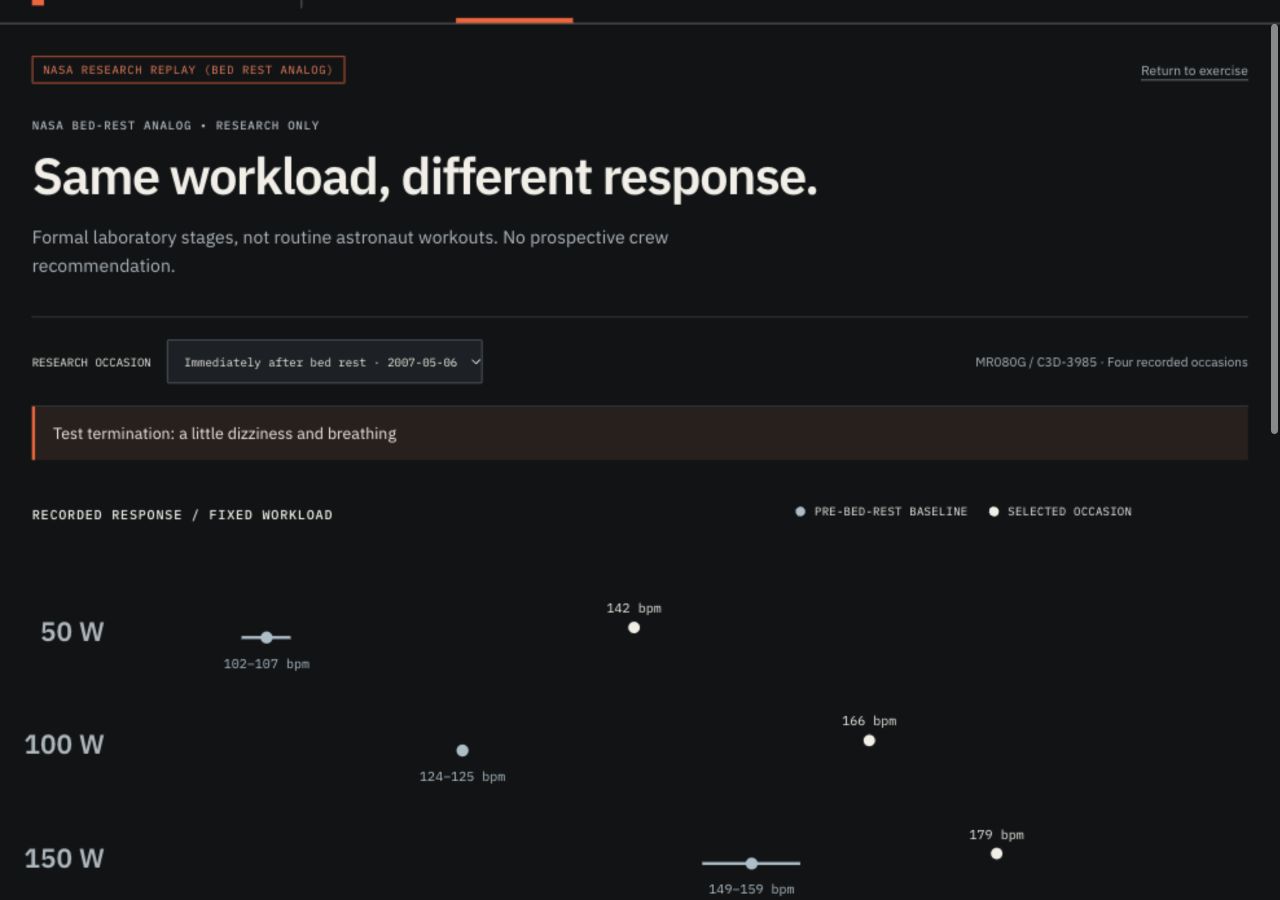 NASA RESEARCH REPLAY (BED REST ANALOG)
Return to exercise
NASA BED-REST ANALOG • RESEARCH ONLY
Same workload, different response.
Formal laboratory stages, not routine astronaut workouts. No prospective crew
recommendation.
RESEARCH OCCASION
Immediately after bed rest · 2007-05-06
MR080G / C3D-3985 · Four recorded occasions
Test termination: a little dizziness and breathing
RECORDED RESPONSE / FIXED WORKLOAD
PRE-BED-REST BASELINE
SELECTED OCCASION
142 bpm
50 W
102–107 bpm
166 bpm
100 W
124–125 bpm
179 bpm
150 W
149–159 bpm